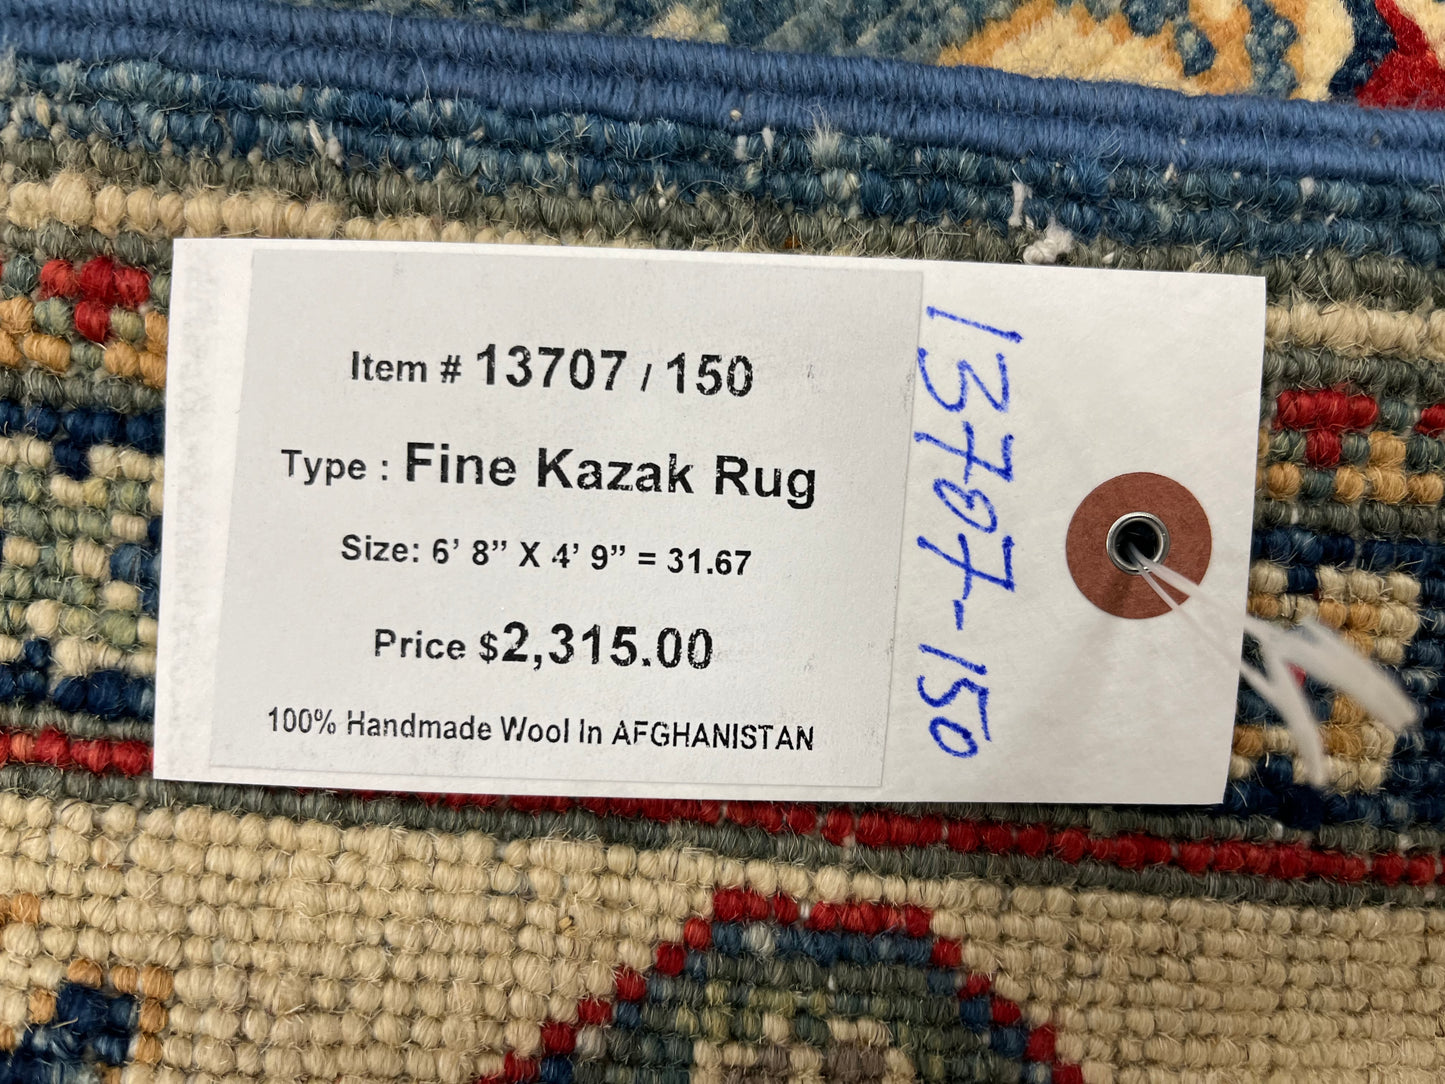 Item # 13707 / 150
Type : Fine Kazak Rug
Size: 6’ 8” X 4’ 9” = 31.67
Price $2,315.00
100% Handmade Wool In AFGHANISTAN
13707-150